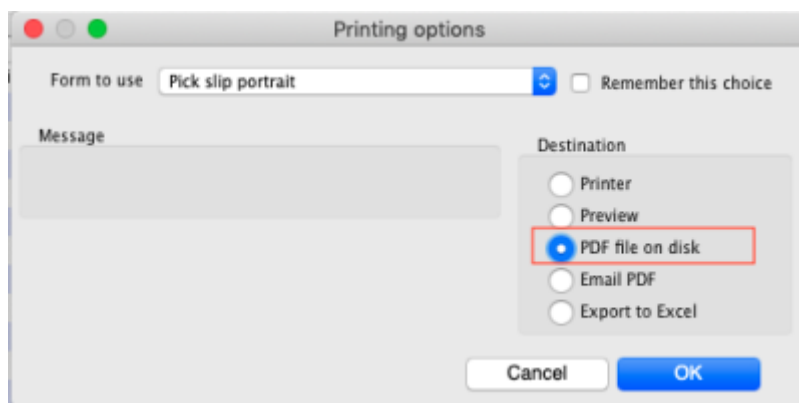 Printing options
Form to use Pick slip portrait Remember this choice
Message
Destination
Printer
Preview
PDF file on disk
Email PDF
Export to Excel
Cancel OK